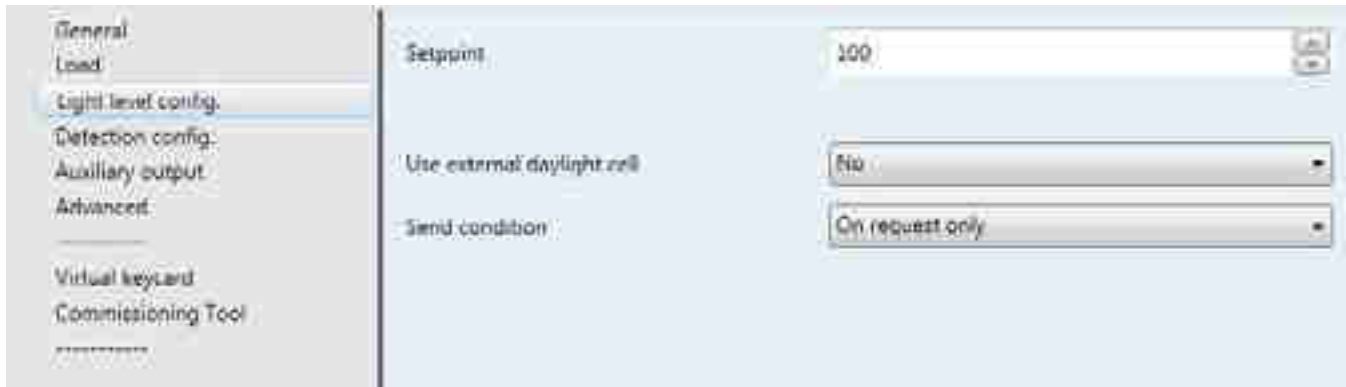 General
Load
Light level config.
Detection config.
Auxiliary output
Advanced
-----------
Virtual keycard
Commissioning Tool
-----------
Setpoint
100
Use external daylight cell
No
Send condition
On request only